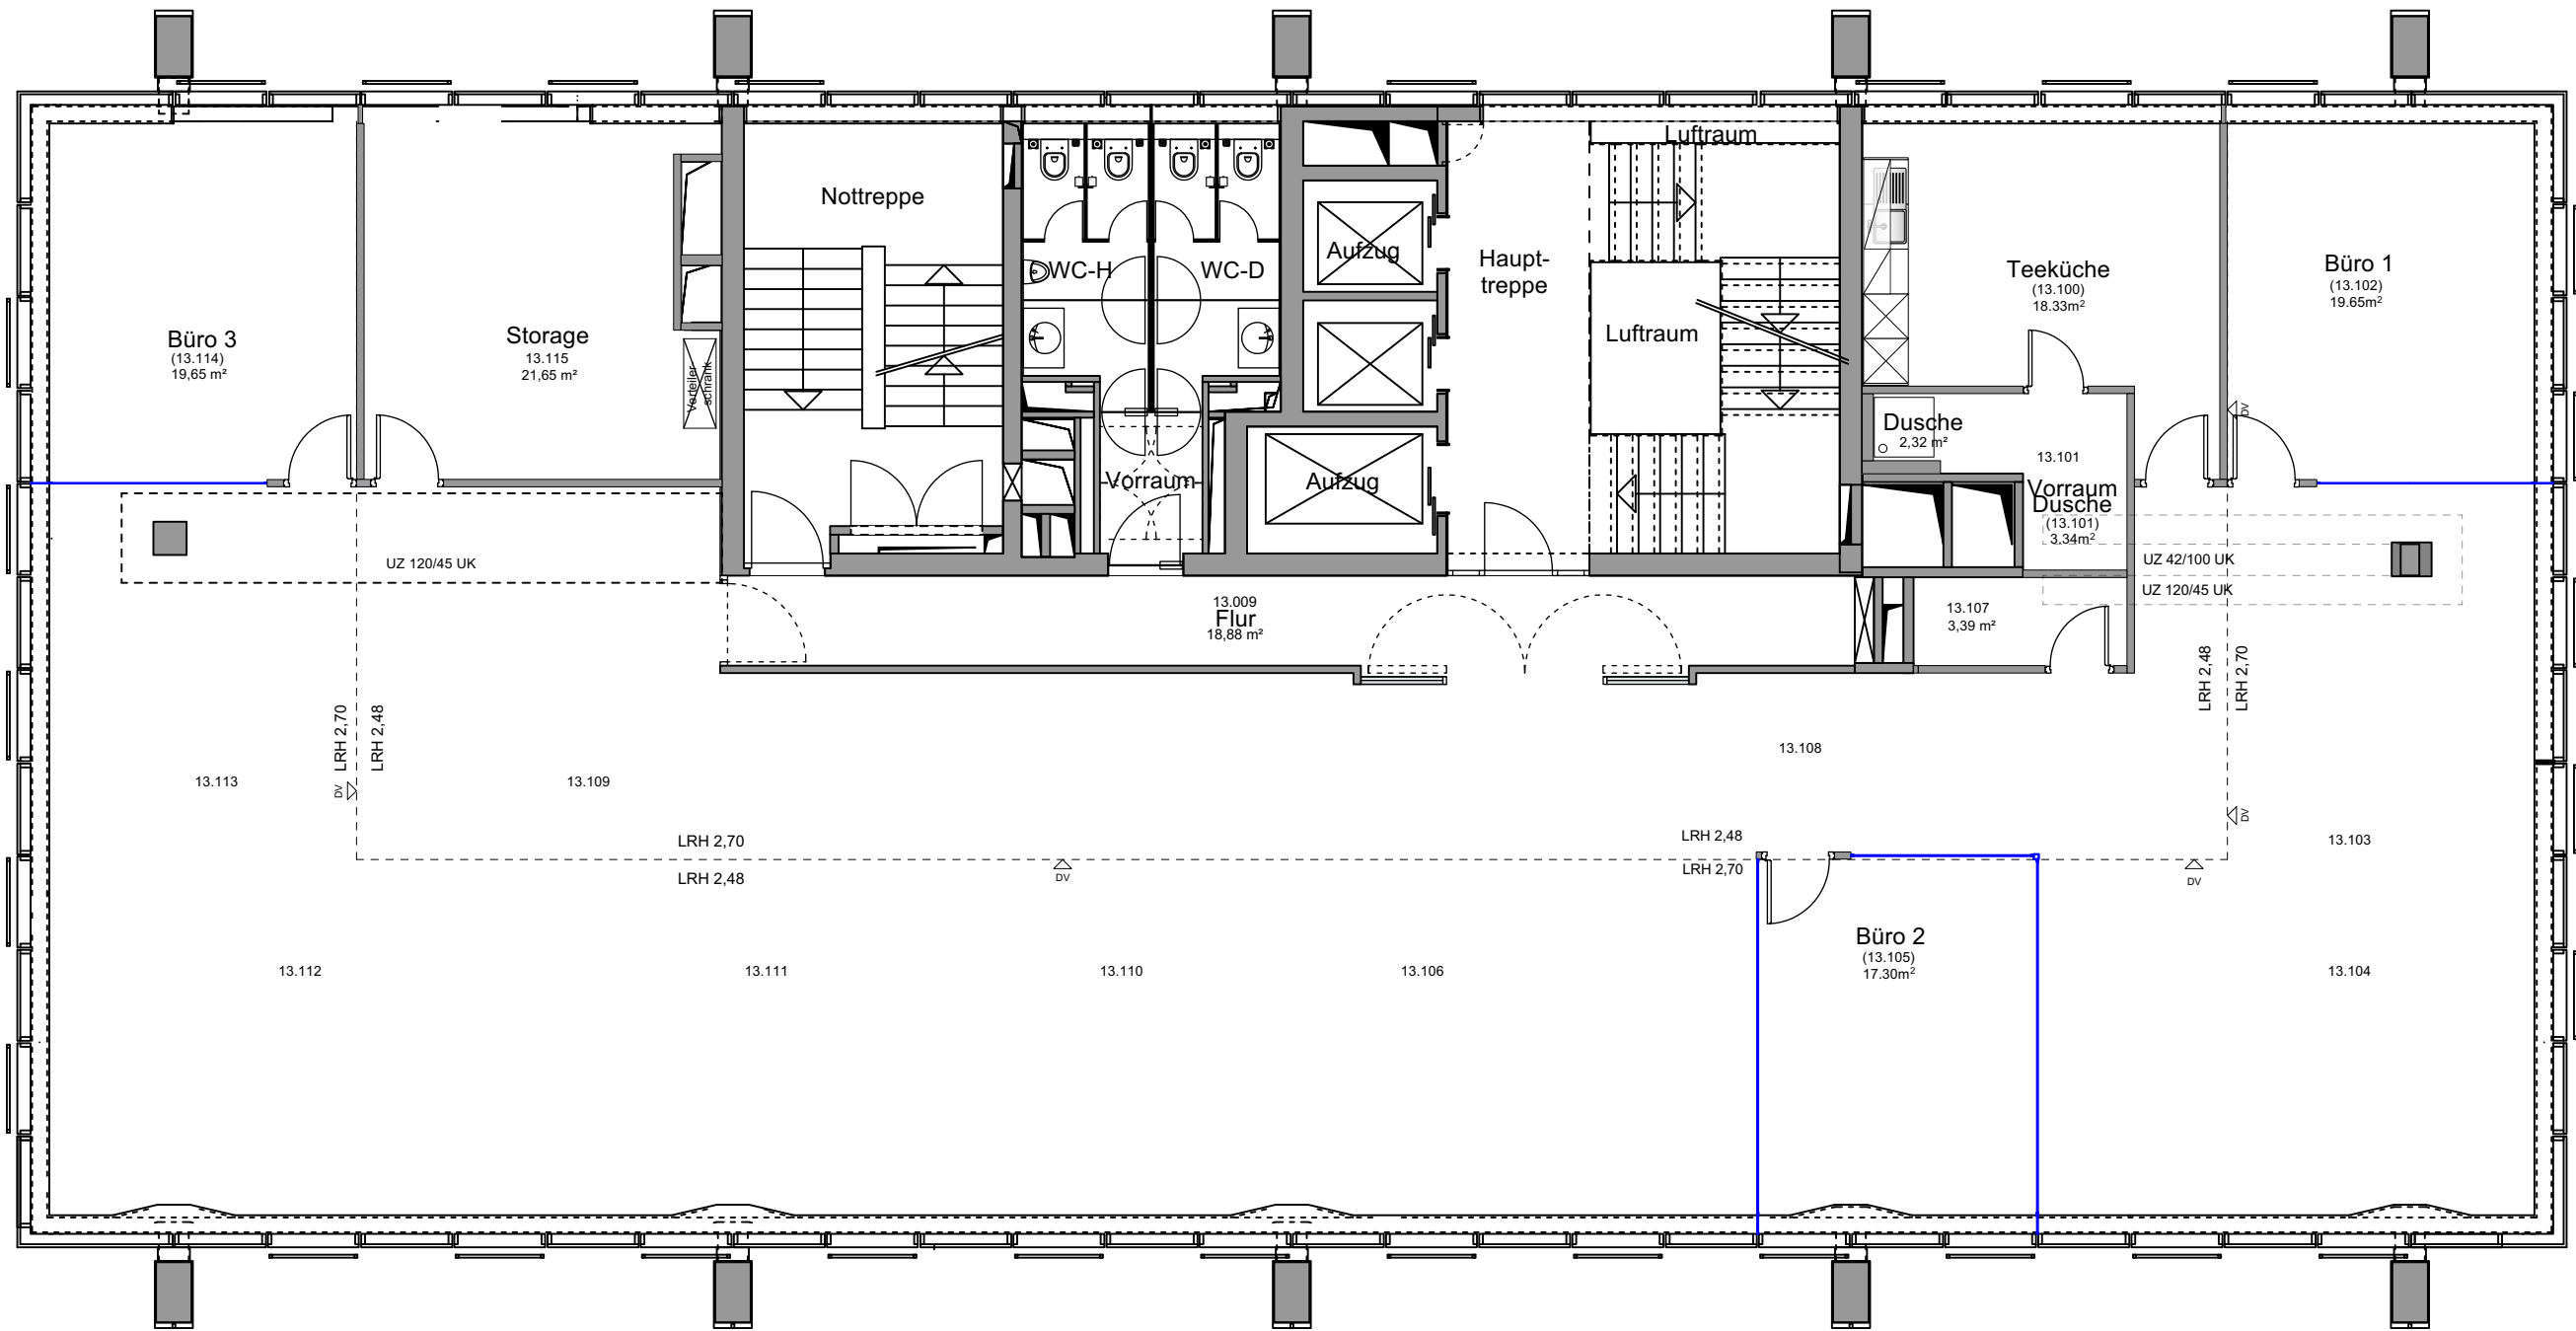 Luftraum
Nottreppe
WC-H
WC-D
Aufzug
Haupt-
treppe
Luftraum
Teeküche
(13.100)
18.33m²
Büro 1
(13.102)
19.65m²
Büro 3
(13.114)
19,65 m²
Storage
13.115
21,65 m²
Verteiler-
schrank
Dusche
2,32 m²
DV
13.101
Vorraum
Aufzug
Vorraum
Dusche
(13.101)
3.34m²
UZ 120/45 UK
UZ 42/100 UK
UZ 120/45 UK
13.009
Flur
18,88 m²
13.107
3,39 m²
LRH 2,70
LRH 2,48
LRH 2,48
LRH 2,70
13.108
13.113
13.109
DV
DV
LRH 2,70
LRH 2,48
13.103
LRH 2,48
LRH 2,70
DV
DV
Büro 2
(13.105)
17.30m²
13.112
13.111
13.110
13.106
13.104